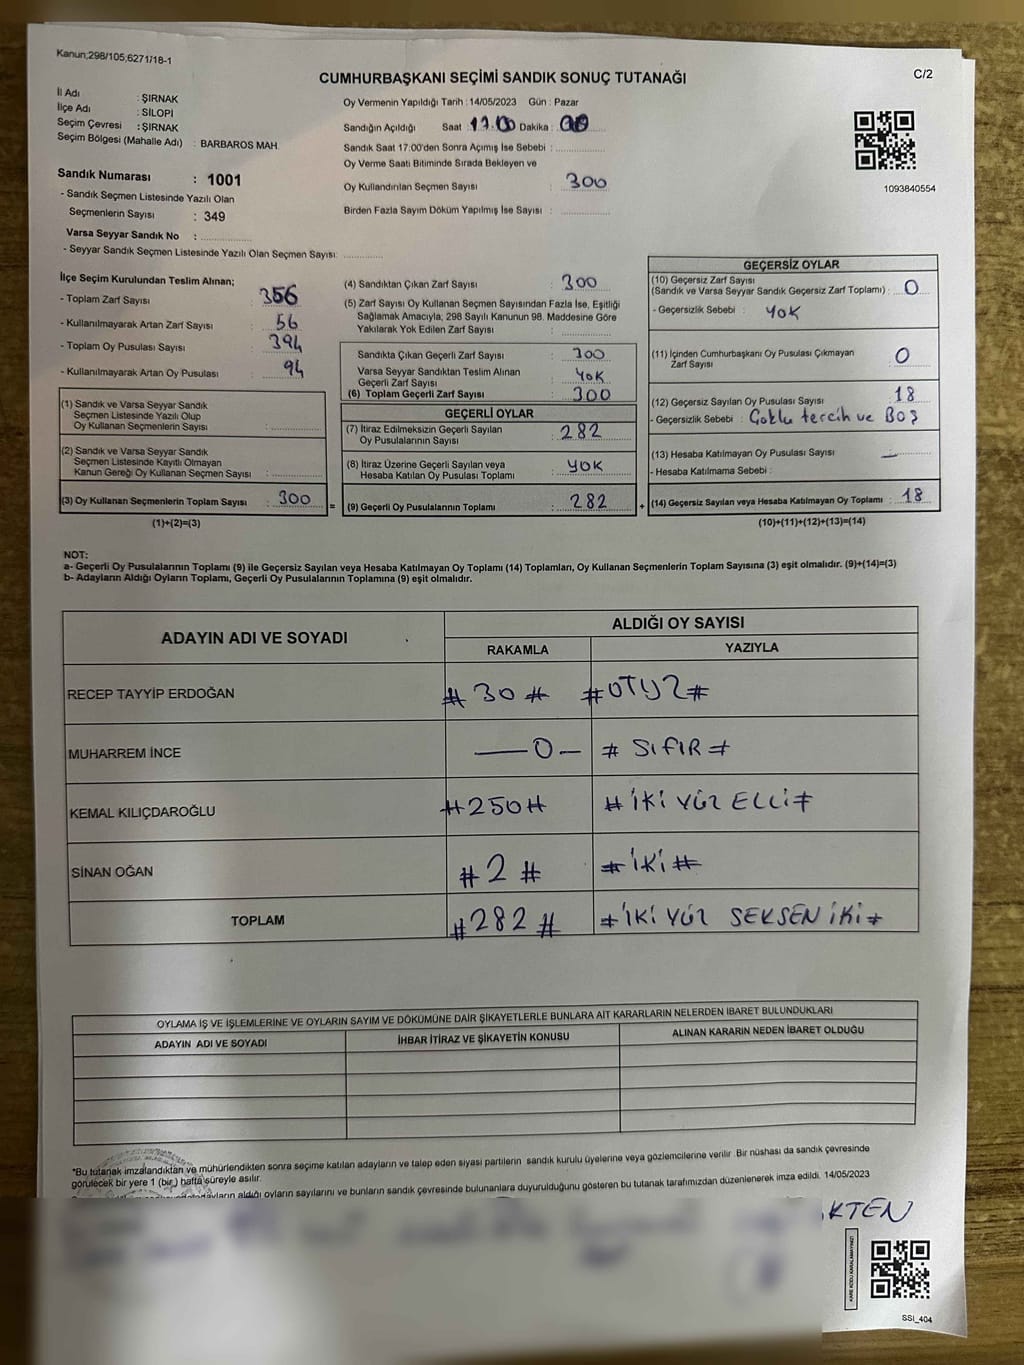 Kanun;298/105;6271/18-1
C/2
CUMHURBAŞKANI SEÇİMİ SANDIK SONUÇ TUTANAĞI
İl Adı : ŞIRNAK
İlçe Adı : SİLOPİ
Seçim Çevresi : ŞIRNAK
Seçim Bölgesi (Mahalle Adı) : BARBAROS MAH.
Sandık Numarası : 1001
- Sandık Seçmen Listesinde Yazılı Olan
Seçmenlerin Sayısı : 349
Varsa Seyyar Sandık No :
- Seyyar Sandık Seçmen Listesinde Yazılı Olan Seçmen Sayısı:
Oy Vermenin Yapıldığı Tarih : 14/05/2023 Gün : Pazar
Sandığın Açıldığı Saat : 17.00 Dakika : 00
Sandık Saat 17:00'den Sonra Açımış İse Sebebi :
Oy Verme Saati Bitiminde Sırada Bekleyen ve
Oy Kullandırılan Seçmen Sayısı : 300
Birden Fazla Sayım Döküm Yapılmış İse Sayısı :
1093840554
İlçe Seçim Kurulundan Teslim Alınan;
- Toplam Zarf Sayısı : 356
- Kullanılmayarak Artan Zarf Sayısı : 56
- Toplam Oy Pusulası Sayısı : 394
- Kullanılmayarak Artan Oy Pusulası : 94
(1) Sandık ve Varsa Seyyar Sandık
Seçmen Listesinde Yazılı Olup
Oy Kullanan Seçmenlerin Sayısı :
(2) Sandık ve Varsa Seyyar Sandık
Seçmen Listesinde Kayıtlı Olmayan
Kanun Gereği Oy Kullanan Seçmen Sayısı :
(3) Oy Kullanan Seçmenlerin Toplam Sayısı : 300
(1)+(2)=(3)
(4) Sandıktan Çıkan Zarf Sayısı : 300
(5) Zarf Sayısı Oy Kullanan Seçmen Sayısından Fazla İse, Eşitliği
Sağlamak Amacıyla; 298 Sayılı Kanunun 98. Maddesine Göre
Yakılarak Yok Edilen Zarf Sayısı :
Sandıkta Çıkan Geçerli Zarf Sayısı : 300
Varsa Seyyar Sandıktan Teslim Alınan
Geçerli Zarf Sayısı : YOK
(6) Toplam Geçerli Zarf Sayısı : 300
GEÇERLİ OYLAR
(7) İtiraz Edilmeksizin Geçerli Sayılan
Oy Pusulalarının Sayısı : 282
(8) İtiraz Üzerine Geçerli Sayılan veya
Hesaba Katılan Oy Pusulası Toplamı : YOK
= (9) Geçerli Oy Pusulalarının Toplamı : 282 +
GEÇERSİZ OYLAR
(10) Geçersiz Zarf Sayısı
(Sandık ve Varsa Seyyar Sandık Geçersiz Zarf Toplamı) : 0
- Geçersizlik Sebebi : YOK
(11) İçinden Cumhurbaşkanı Oy Pusulası Çıkmayan
Zarf Sayısı : 0
(12) Geçersiz Sayılan Oy Pusulası Sayısı : 18
- Geçersizlik Sebebi : Çoklu tercih ve Boş
(13) Hesaba Katılmayan Oy Pusulası Sayısı : —
- Hesaba Katılmama Sebebi :
(14) Geçersiz Sayılan veya Hesaba Katılmayan Oy Toplamı : 18
(10)+(11)+(12)+(13)=(14)
NOT:
a- Geçerli Oy Pusulalarının Toplamı (9) ile Geçersiz Sayılan veya Hesaba Katılmayan Oy Toplamı (14) Toplamları, Oy Kullanan Seçmenlerin Toplam Sayısına (3) eşit olmalıdır. (9)+(14)=(3)
b- Adayların Aldığı Oyların Toplamı, Geçerli Oy Pusulalarının Toplamına (9) eşit olmalıdır.
ADAYIN ADI VE SOYADI
ALDIĞI OY SAYISI
RAKAMLA YAZIYLA
RECEP TAYYİP ERDOĞAN # 30 # # OTUZ #
MUHARREM İNCE — 0 — # SIFIR #
KEMAL KILIÇDAROĞLU # 250 # # İKİ YÜZ ELLİ #
SİNAN OĞAN # 2 # # İKİ #
TOPLAM # 282 # # İKİ YÜZ SEKSEN İKİ #
OYLAMA İŞ VE İŞLEMLERİNE VE OYLARIN SAYIM VE DÖKÜMÜNE DAİR ŞİKAYETLERLE BUNLARA AİT KARARLARIN NELERDEN İBARET BULUNDUKLARI
ADAYIN ADI VE SOYADI İHBAR İTİRAZ VE ŞİKAYETİN KONUSU ALINAN KARARIN NEDEN İBARET OLDUĞU
*Bu tutanak imzalandıktan ve mühürlendikten sonra seçime katılan adayların ve talep eden siyasi partilerin sandık kurulu üyelerine veya gözlemcilerine verilir. Bir nüshası da sandık çevresinde
görülecek bir yere 1 (bir) hafta süreyle asılır.
aldığı oyların sayılarını ve bunların sandık çevresinde bulunanlara duyurulduğunu gösteren bu tutanak tarafımızdan düzenlenerek imza edildi. 14/05/2023
KTEN
KARE KODU KARALAMAYINIZ!
SSİ_404